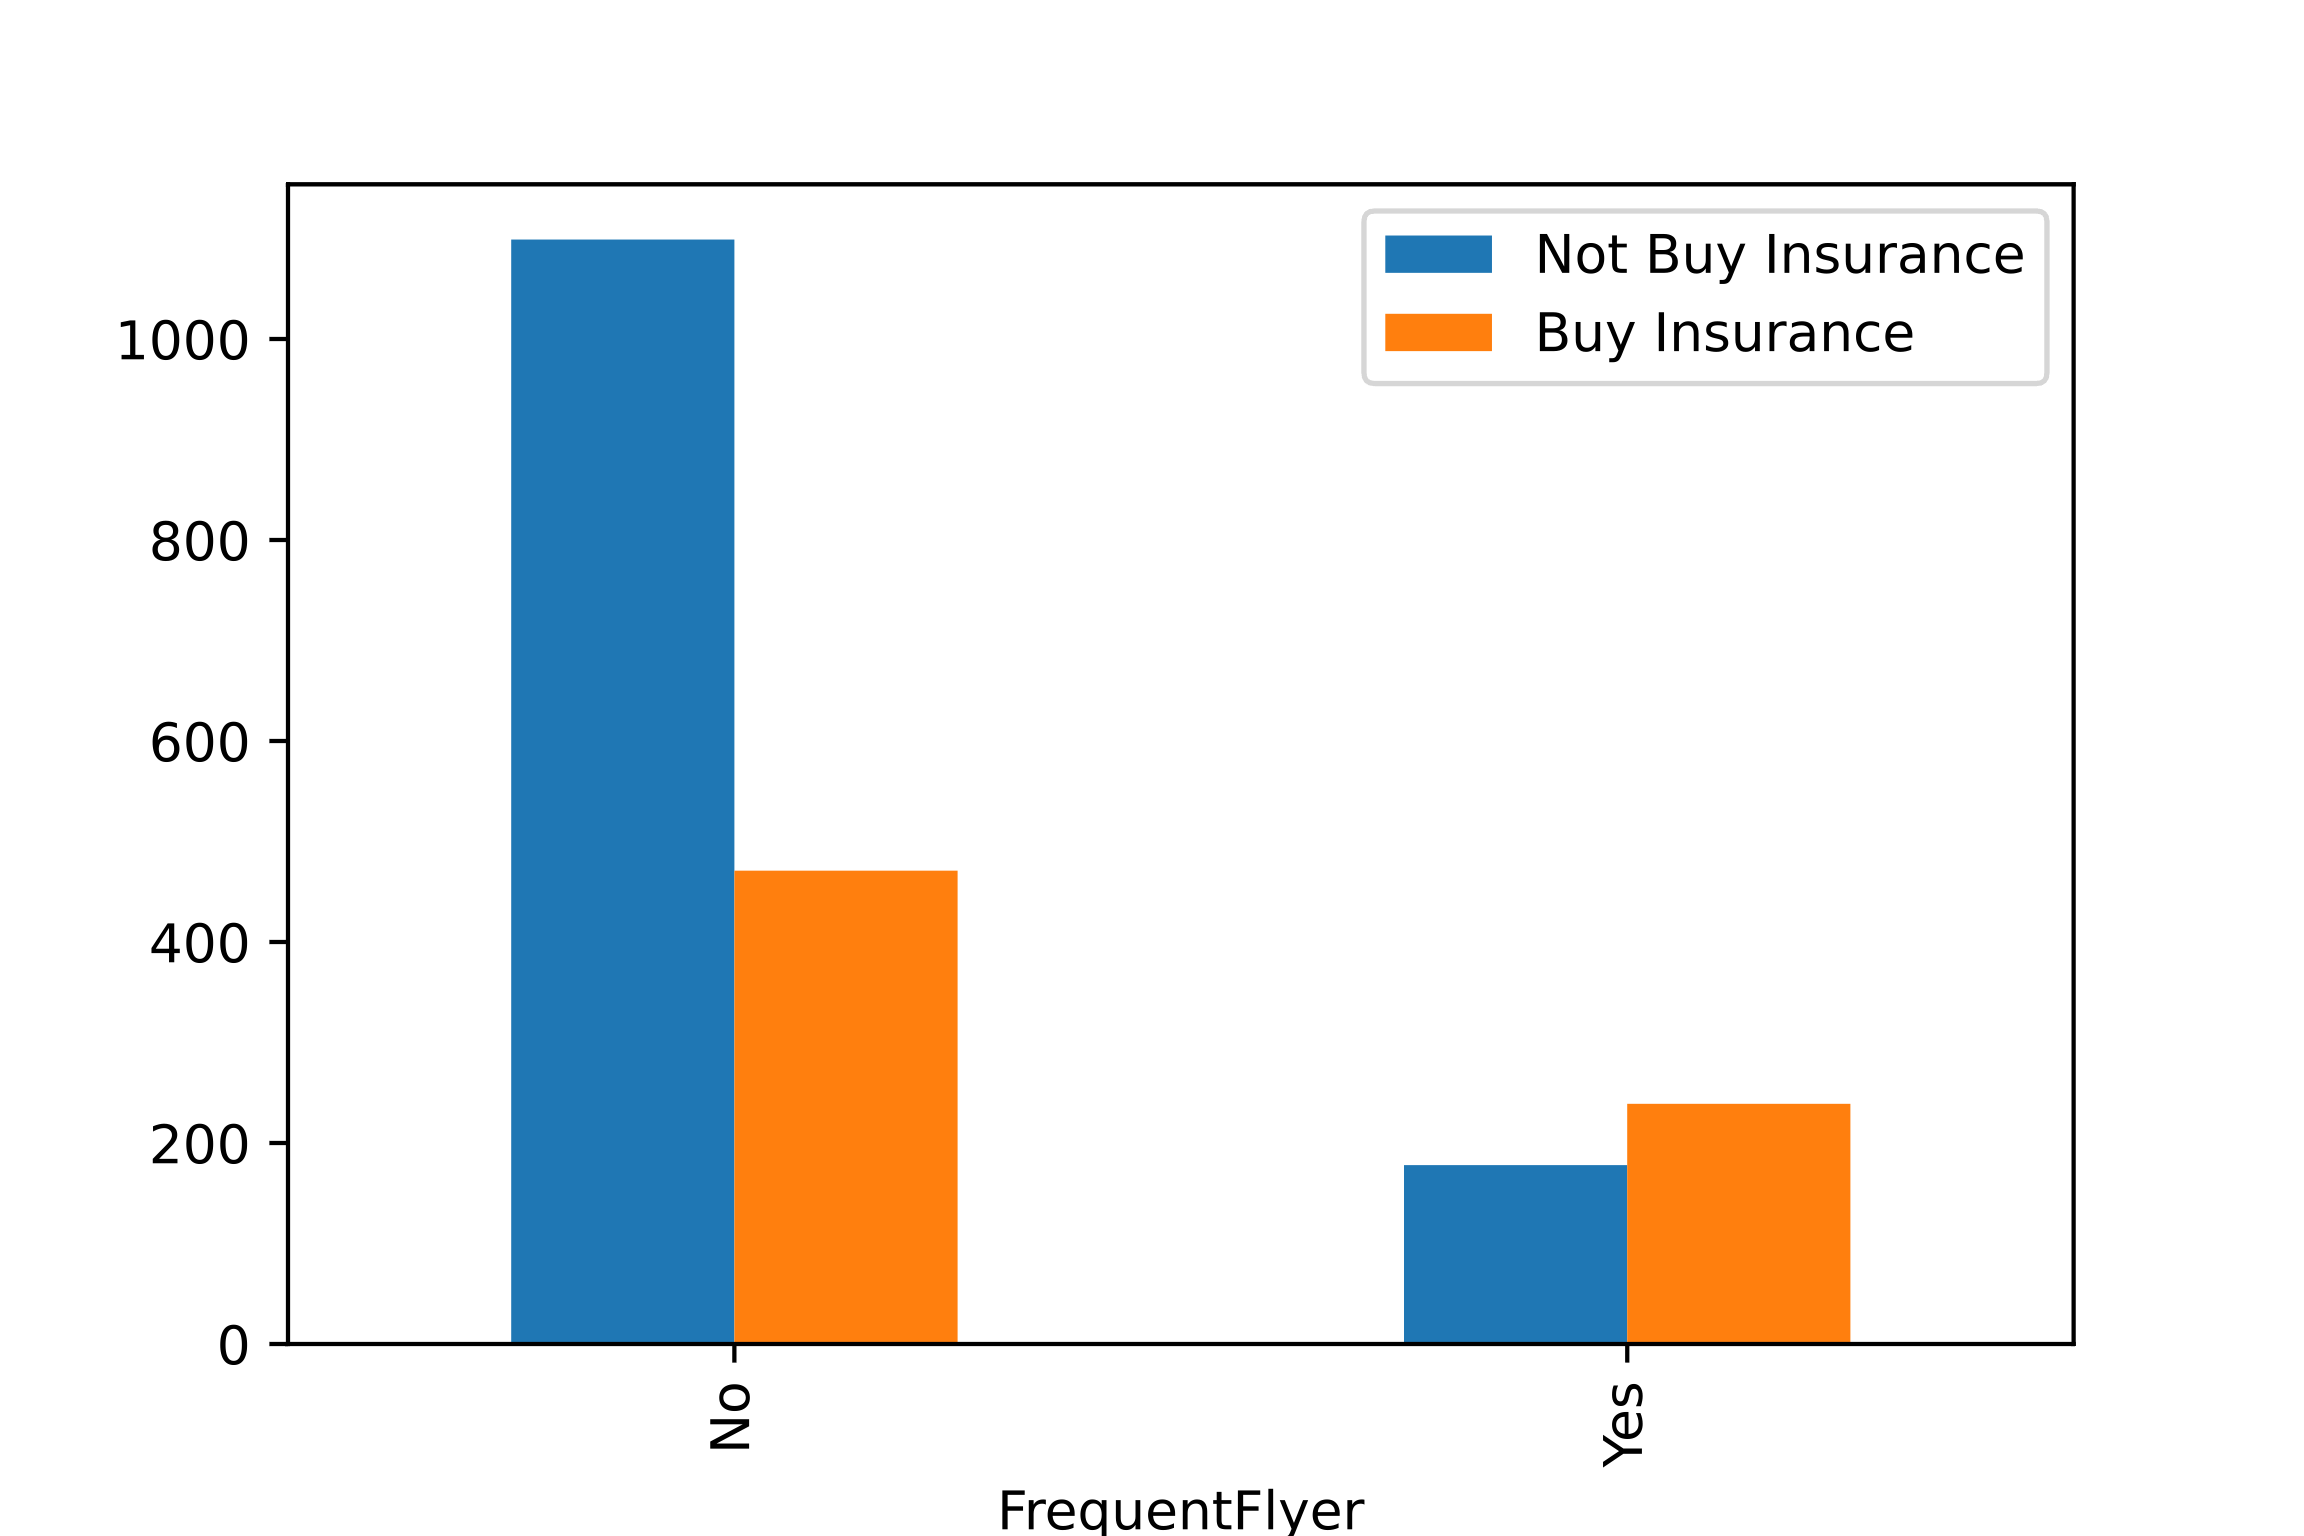 Not Buy Insurance
Buy Insurance
1000
800
600
400
200
0
No
Yes
FrequentFlyer